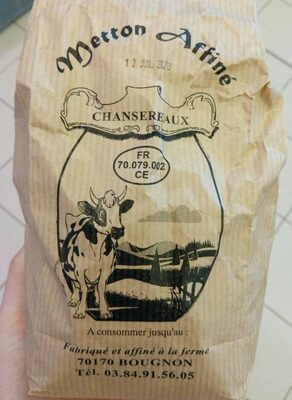 Metton Affiné
12 JUIL 2020
CHANSEREAUX
FR
70.079.002
CE
A consommer jusqu'au :
Fabriqué et affiné à la ferme
70170 BOUGNON
Tél. 03.84.91.56.05